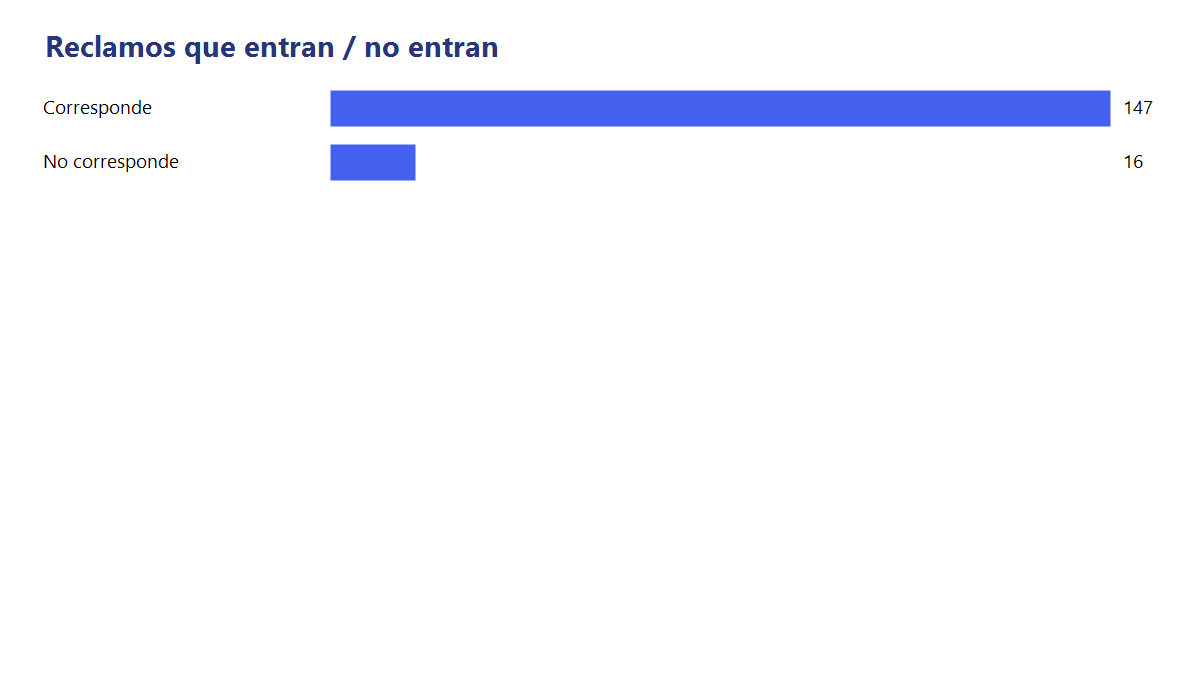 Reclamos que entran / no entran
Corresponde 147
No corresponde 16